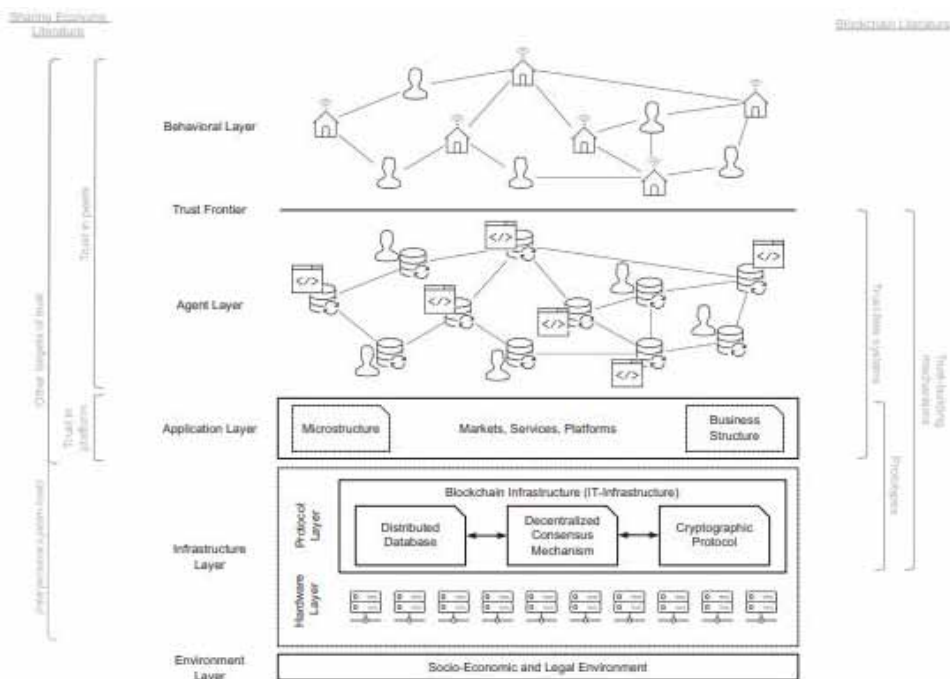 Sharing Economy
Literature
Blockchain Literature
Behavioral Layer
Trust Frontier
Trust in peers
Other targets of trust
</>
</>
</>
</>
</>
</>
Agent Layer
Trust-free systems
Trust-building
mechanisms
Application Layer
Microstructure
Markets, Services, Platforms
Business
Structure
Trust in
platform
Prototypes
Infrastructure
Layer
Protocol
Layer
Blockchain Infrastructure (IT-Infrastructure)
Distributed
Database
Decentralized
Consensus
Mechanism
Cryptographic
Protocol
Hardware
Layer
Environment
Layer
Socio-Economic and Legal Environment